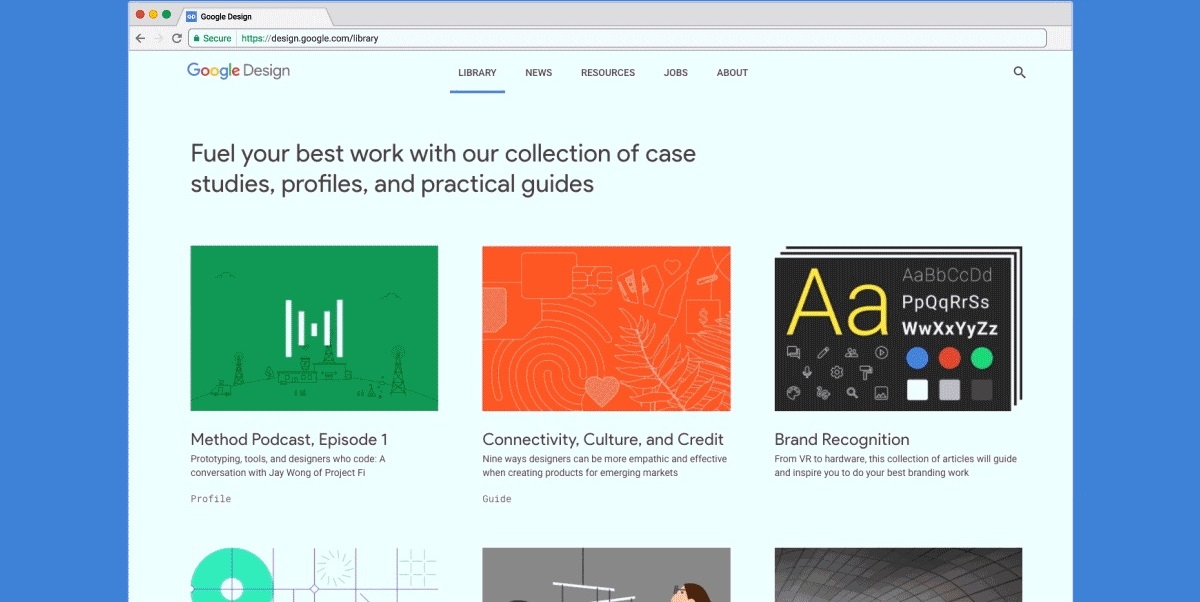 Google Design
Secure https://design.google.com/library
Google Design
LIBRARY NEWS RESOURCES JOBS ABOUT
Fuel your best work with our collection of case
studies, profiles, and practical guides
Aa
AaBbCcDd
PpQqRrSs
WwXxYyZz
Method Podcast, Episode 1
Prototyping, tools, and designers who code: A
conversation with Jay Wong of Project Fi
Profile
Connectivity, Culture, and Credit
Nine ways designers can be more empathic and effective
when creating products for emerging markets
Guide
Brand Recognition
From VR to hardware, this collection of articles will guide
and inspire you to do your best branding work